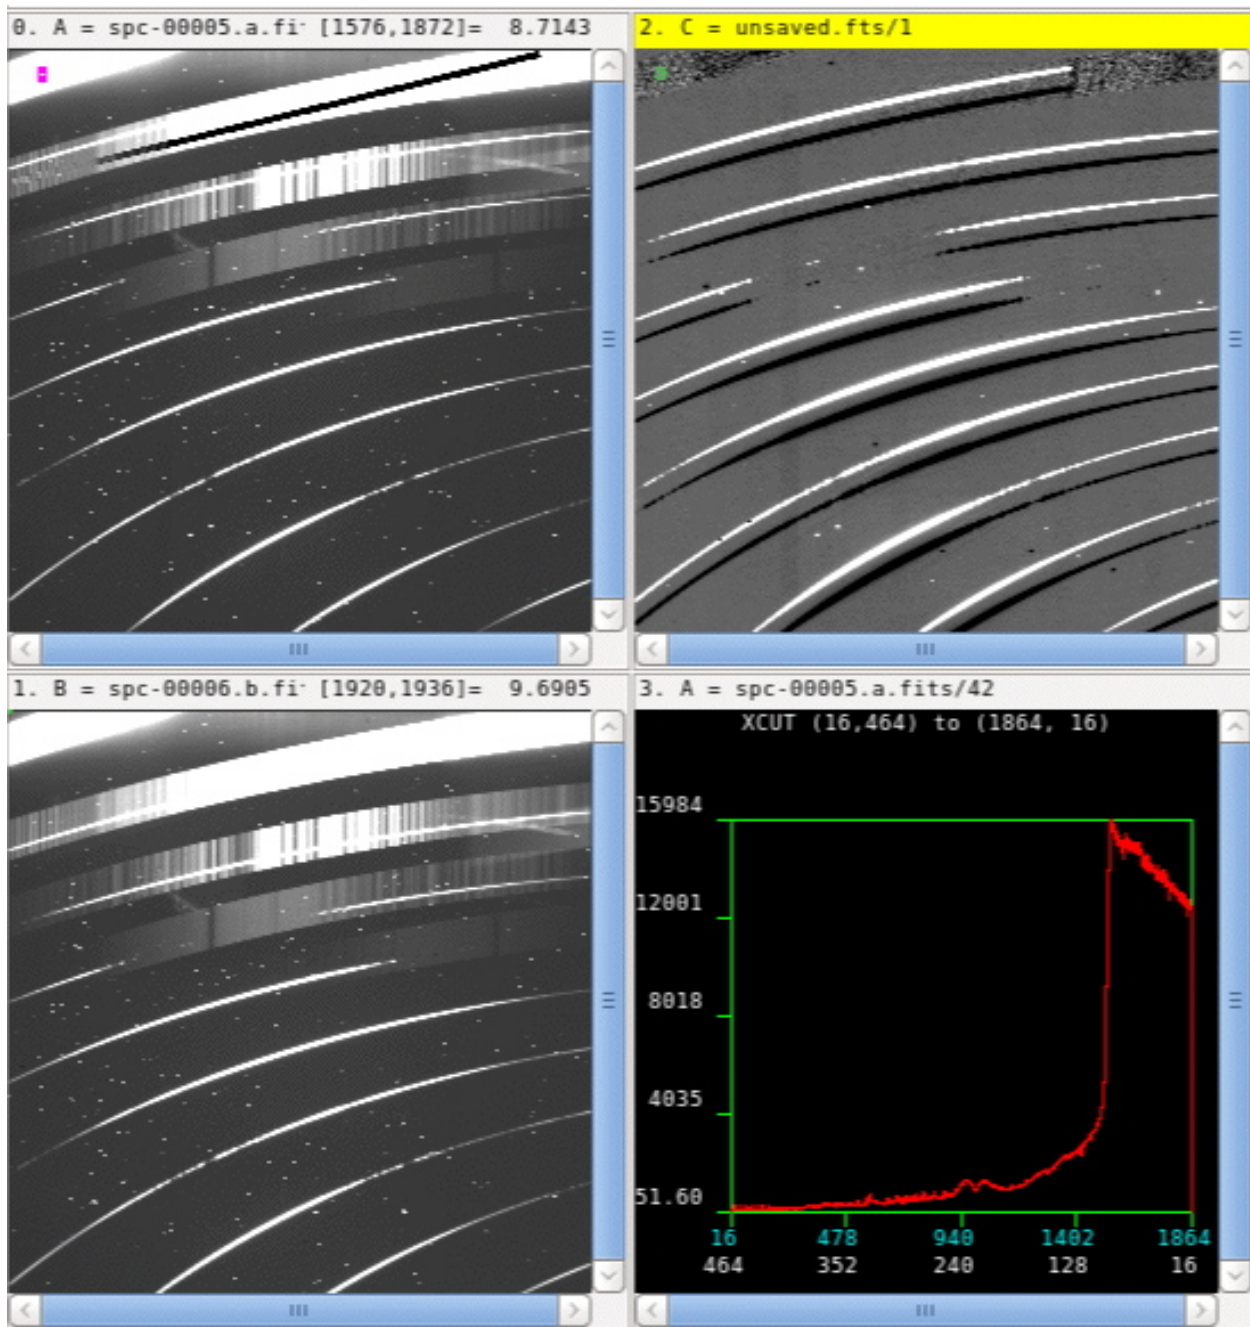 0. A = spc-00005.a.fi [1576,1872]= 8.7143
2. C = unsaved.fts/1
1. B = spc-00006.b.fi [1920,1936]= 9.6905
3. A = spc-00005.a.fits/42
XCUT (16,464) to (1864, 16)
15984
12001
8018
4035
51.60
16 478 940 1402 1864
464 352 240 128 16